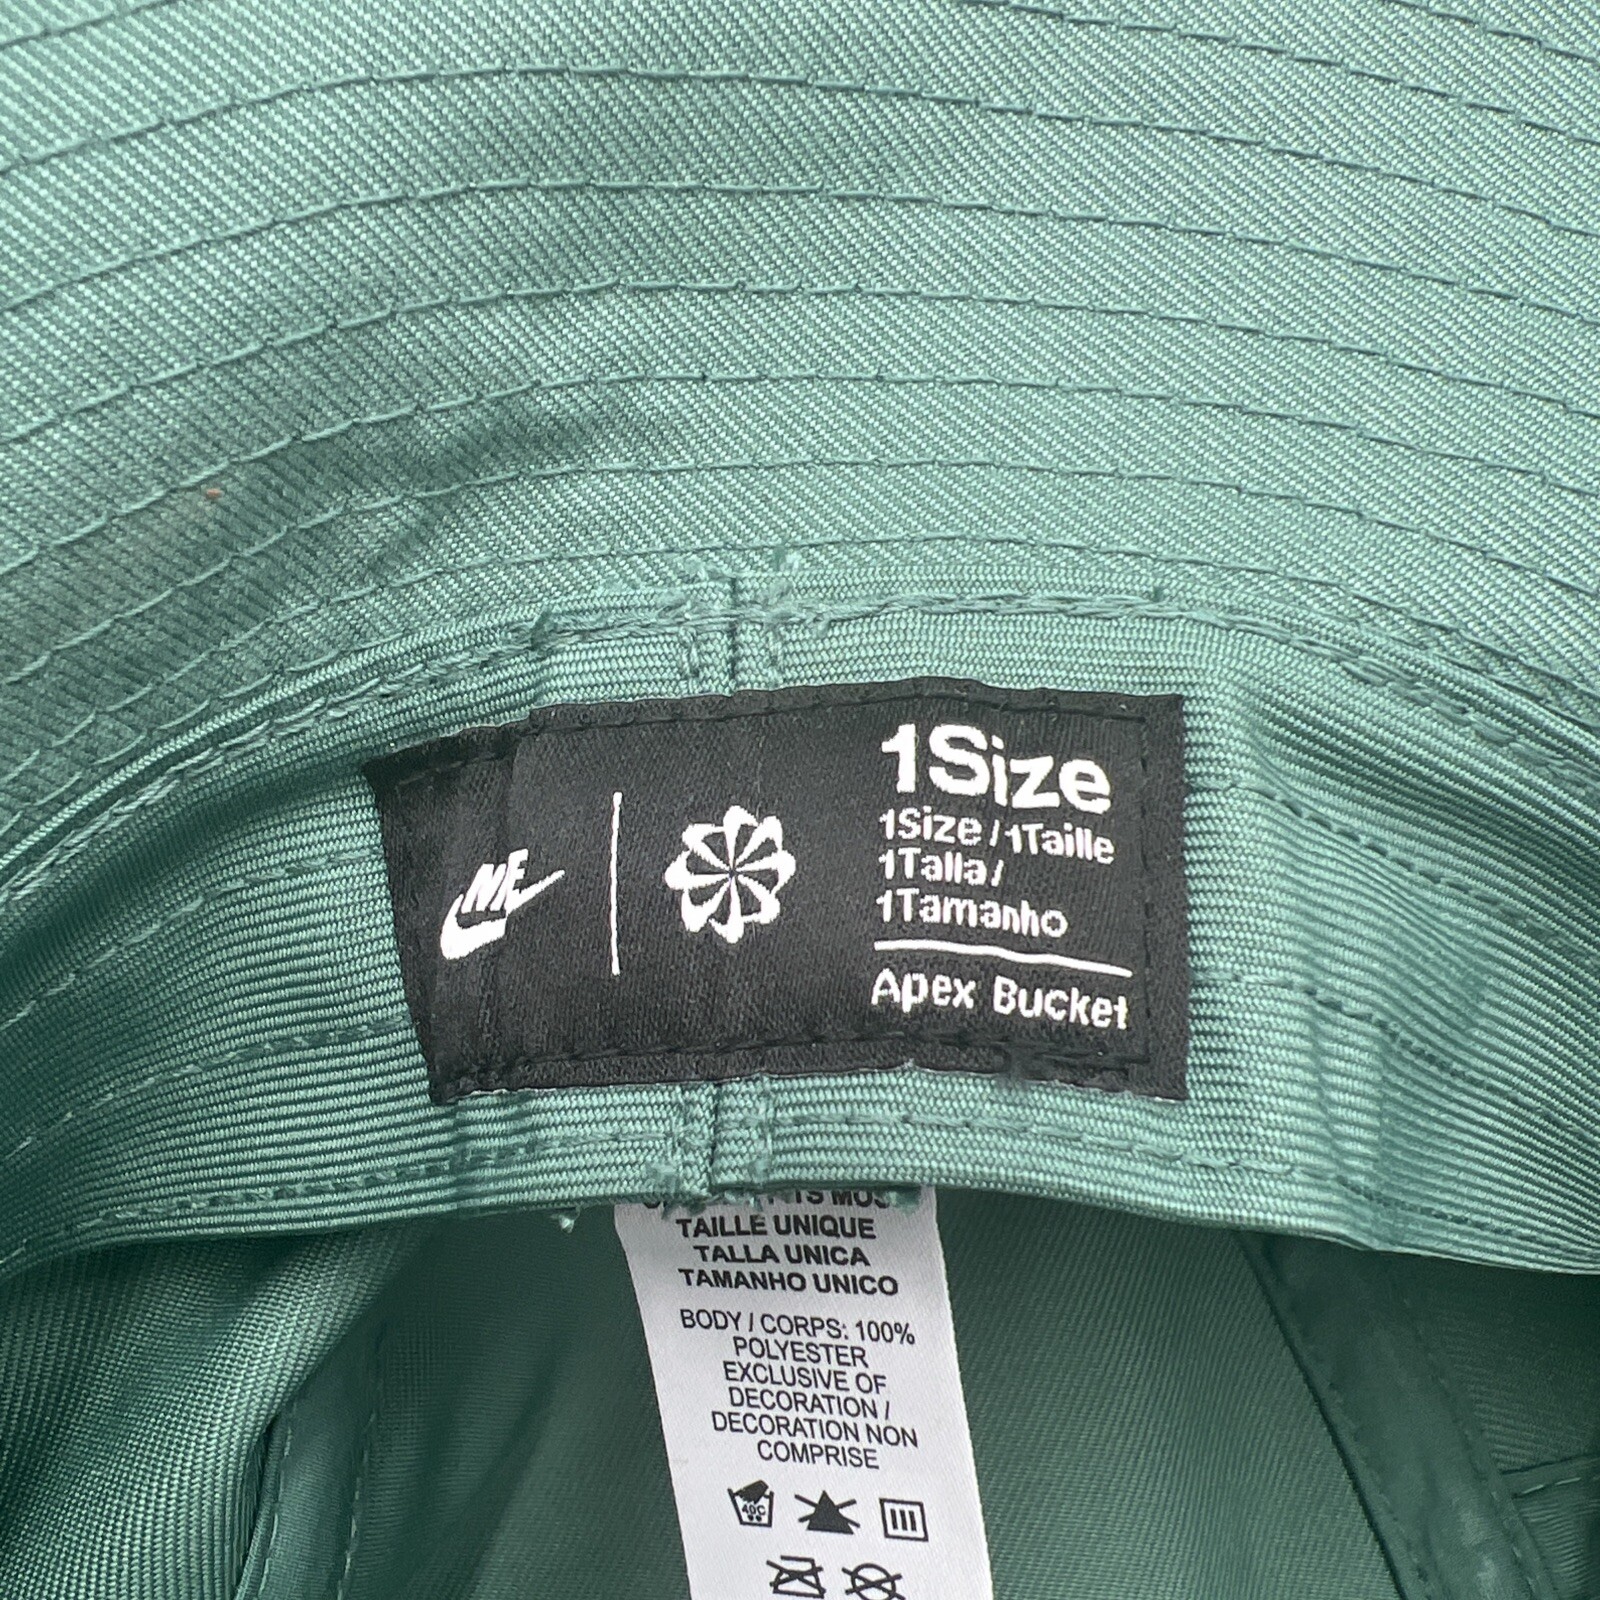 1Size
1Size / 1Taille
1Talla /
1Tamanho
Apex Bucket
TAILLE UNIQUE
TALLA UNICA
TAMANHO UNICO
BODY / CORPS: 100%
POLYESTER
EXCLUSIVE OF
DECORATION /
DECORATION NON
COMPRISE
40C